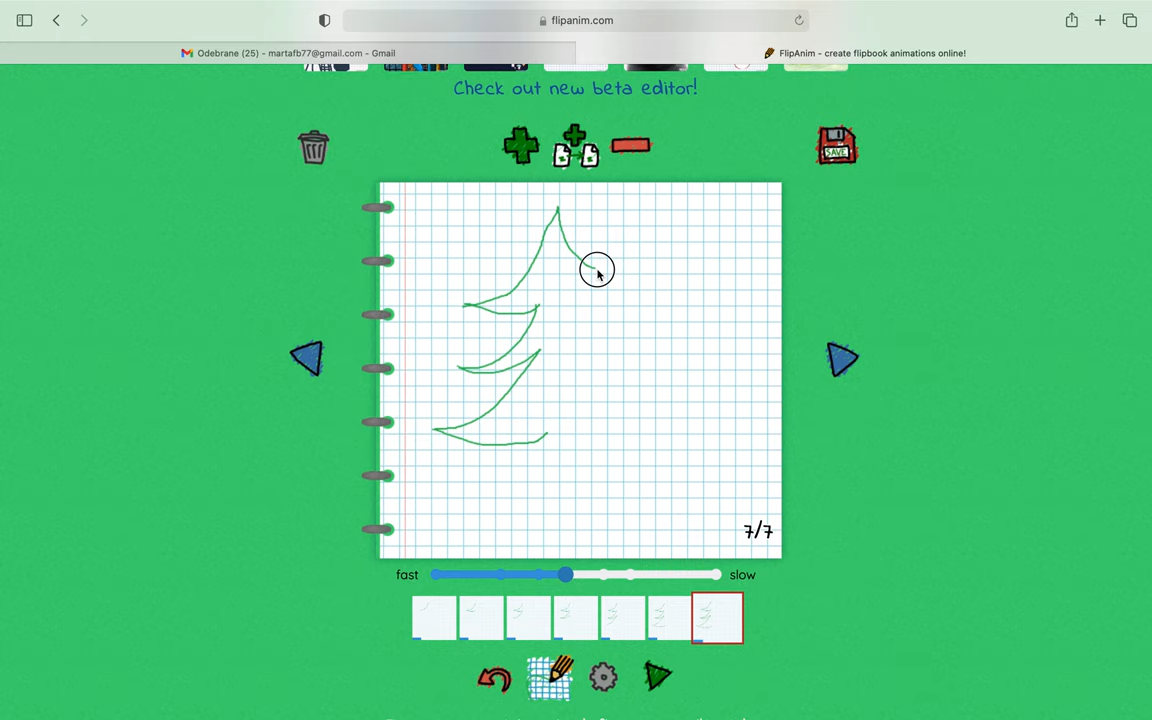 flipanim.com
Odebrane (25) - martafb77@gmail.com - Gmail
FlipAnim - create flipbook animations online!
Check out new beta editor!
SAVE
7/7
fast
slow